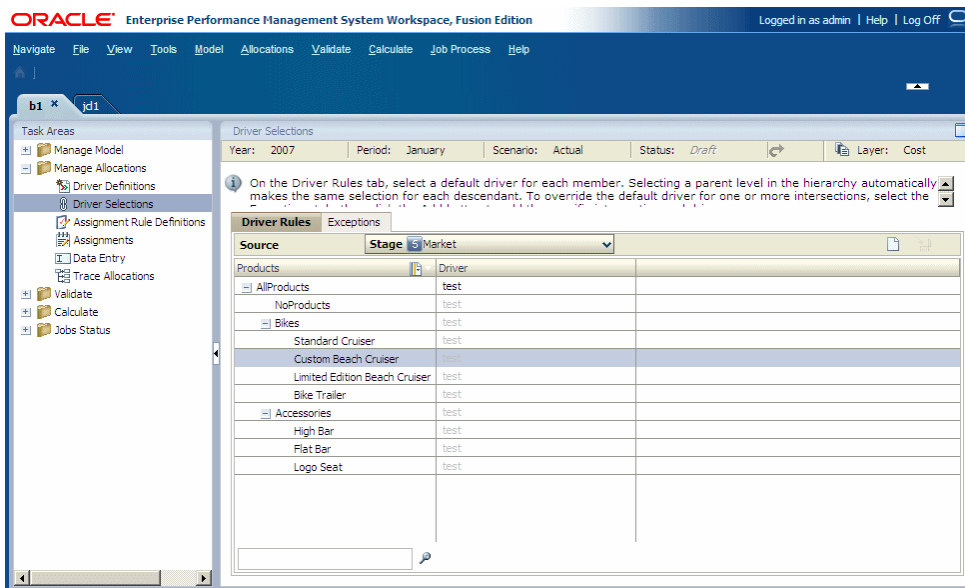 ORACLE® Enterprise Performance Management System Workspace, Fusion Edition
Logged in as admin | Help | Log Off
Navigate File View Tools Model Allocations Validate Calculate Job Process Help
b1 × jd1
Task Areas
Manage Model
Manage Allocations
Driver Definitions
Driver Selections
Assignment Rule Definitions
Assignments
Data Entry
Trace Allocations
Validate
Calculate
Jobs Status
Driver Selections
Year: 2007 Period: January Scenario: Actual Status: Draft Layer: Cost
On the Driver Rules tab, select a default driver for each member. Selecting a parent level in the hierarchy automatically
makes the same selection for each descendant. To override the default driver for one or more intersections, select the
Driver Rules Exceptions
Source Stage 5 Market
Products Driver
AllProducts test
NoProducts test
Bikes test
Standard Cruiser test
Custom Beach Cruiser test
Limited Edition Beach Cruiser test
Bike Trailer test
Accessories test
High Bar test
Flat Bar test
Logo Seat test